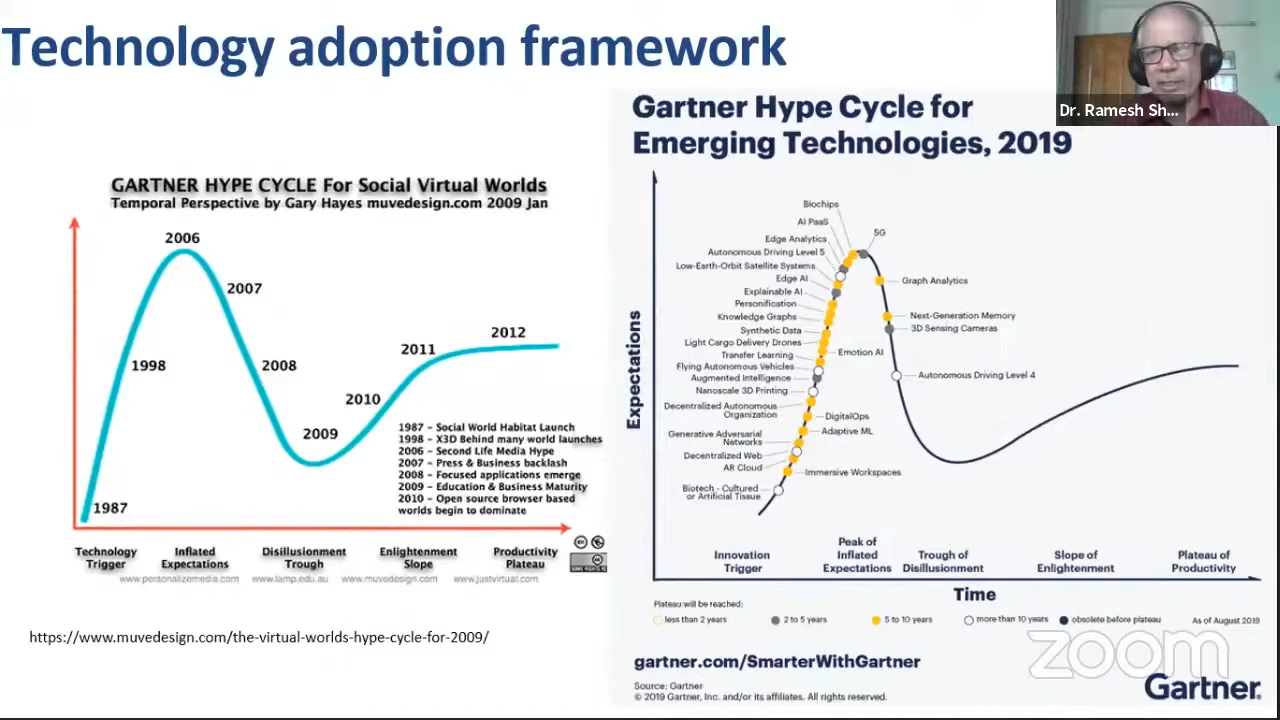 Technology adoption framework
Dr. Ramesh Sh...
GARTNER HYPE CYCLE For Social Virtual Worlds
Temporal Perspective by Gary Hayes muvedesign.com 2009 Jan
2006
2007
1998
2008
2012
2011
2010
2009
1987
1987 - Social World Habitat Launch
1998 - X3D Behind many world launches
2006 - Second Life Media Hype
2007 - Press & Business backlash
2008 - Focused applications emerge
2009 - Education & Business Maturity
2010 - Open source browser based
worlds begin to dominate
Technology
Trigger
Inflated
Expectations
Disillusionment
Trough
Enlightenment
Slope
Productivity
Plateau
www.personalizemedia.com www.lamp.edu.au www.muvedesign.com www.justvirtual.com
https://www.muvedesign.com/the-virtual-worlds-hype-cycle-for-2009/
Gartner Hype Cycle for
Emerging Technologies, 2019
Expectations
Biochips
AI PaaS
Edge Analytics
Autonomous Driving Level 5
Low-Earth-Orbit Satellite Systems
Edge AI
Explainable AI
Personification
Knowledge Graphs
Synthetic Data
Light Cargo Delivery Drones
Transfer Learning
Flying Autonomous Vehicles
Augmented Intelligence
Nanoscale 3D Printing
Decentralized Autonomous
Organization
Generative Adversarial
Networks
Decentralized Web
AR Cloud
Biotech - Cultured
or Artificial Tissue
5G
Graph Analytics
Next-Generation Memory
3D Sensing Cameras
Emotion AI
Autonomous Driving Level 4
DigitalOps
Adaptive ML
Immersive Workspaces
Innovation
Trigger
Peak of
Inflated
Expectations
Trough of
Disillusionment
Slope of
Enlightenment
Plateau of
Productivity
Time
Plateau will be reached:
less than 2 years
2 to 5 years
5 to 10 years
more than 10 years
obsolete before plateau
As of August 2019
gartner.com/SmarterWithGartner
Source: Gartner
© 2019 Gartner, Inc. and/or its affiliates. All rights reserved.
zoom
Gartner.